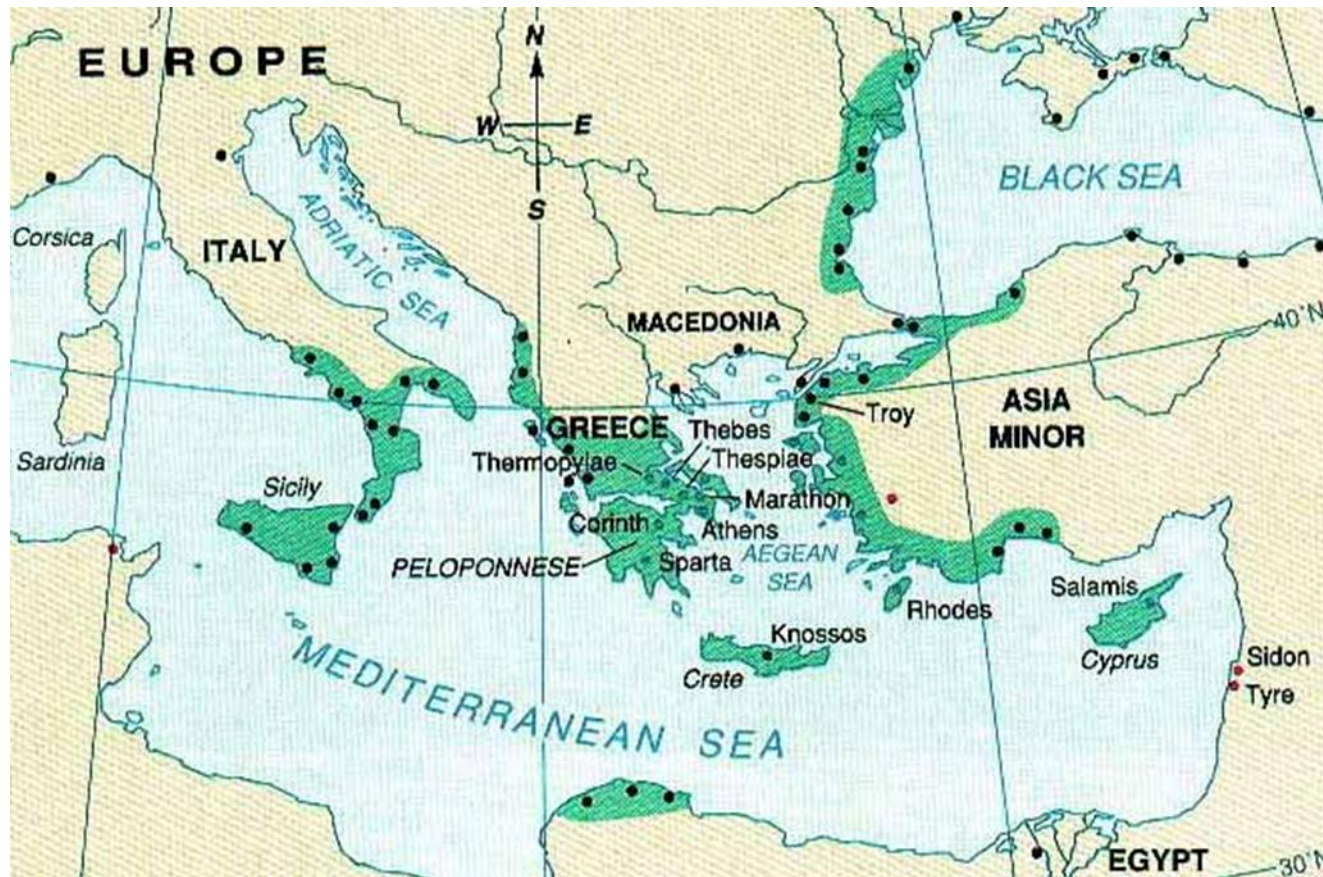 EUROPE
N
W
E
S
BLACK SEA
Corsica
ITALY
ADRIATIC SEA
MACEDONIA
40°N
Troy
ASIA
MINOR
GREECE
Thebes
Thermopylae
Thespiae
Sardinia
Sicily
Marathon
Corinth
Athens
PELOPONNESE
Sparta
AEGEAN
SEA
Rhodes
Salamis
Knossos
Crete
Cyprus
Sidon
Tyre
MEDITERRANEAN SEA
EGYPT
30°N